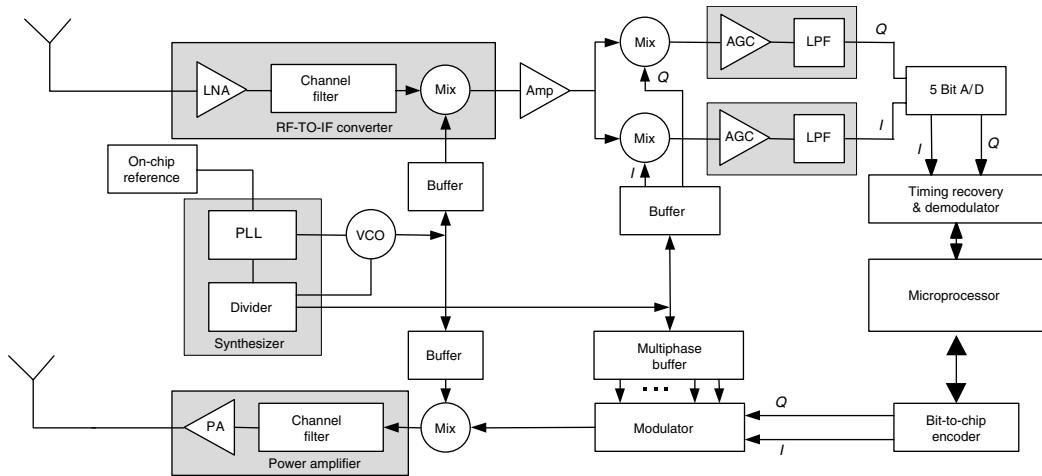 LNA
Channel
filter
Mix
RF-TO-IF converter
Amp
Mix
Q
AGC
LPF
Q
Mix
I
AGC
LPF
I
5 Bit A/D
I
Q
On-chip
reference
Buffer
Buffer
Timing recovery
& demodulator
PLL
VCO
Divider
Synthesizer
Microprocessor
Buffer
Multiphase
buffer
PA
Channel
filter
Power amplifier
Mix
Modulator
Q
I
Bit-to-chip
encoder